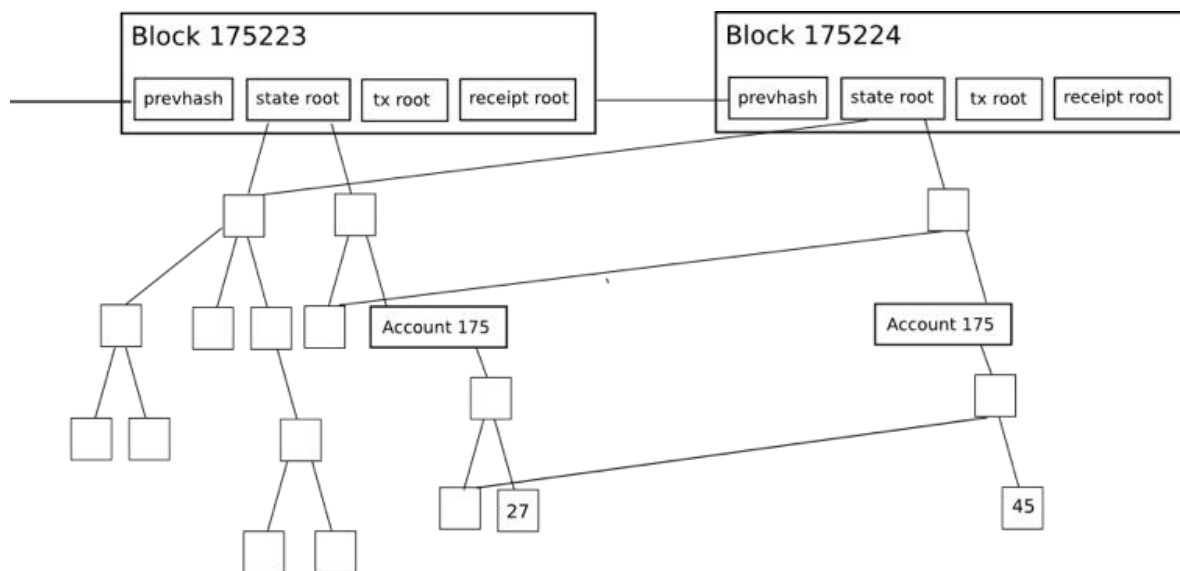 Block 175223
prevhash
state root
tx root
receipt root
Block 175224
prevhash
state root
tx root
receipt root
Account 175
27
Account 175
45